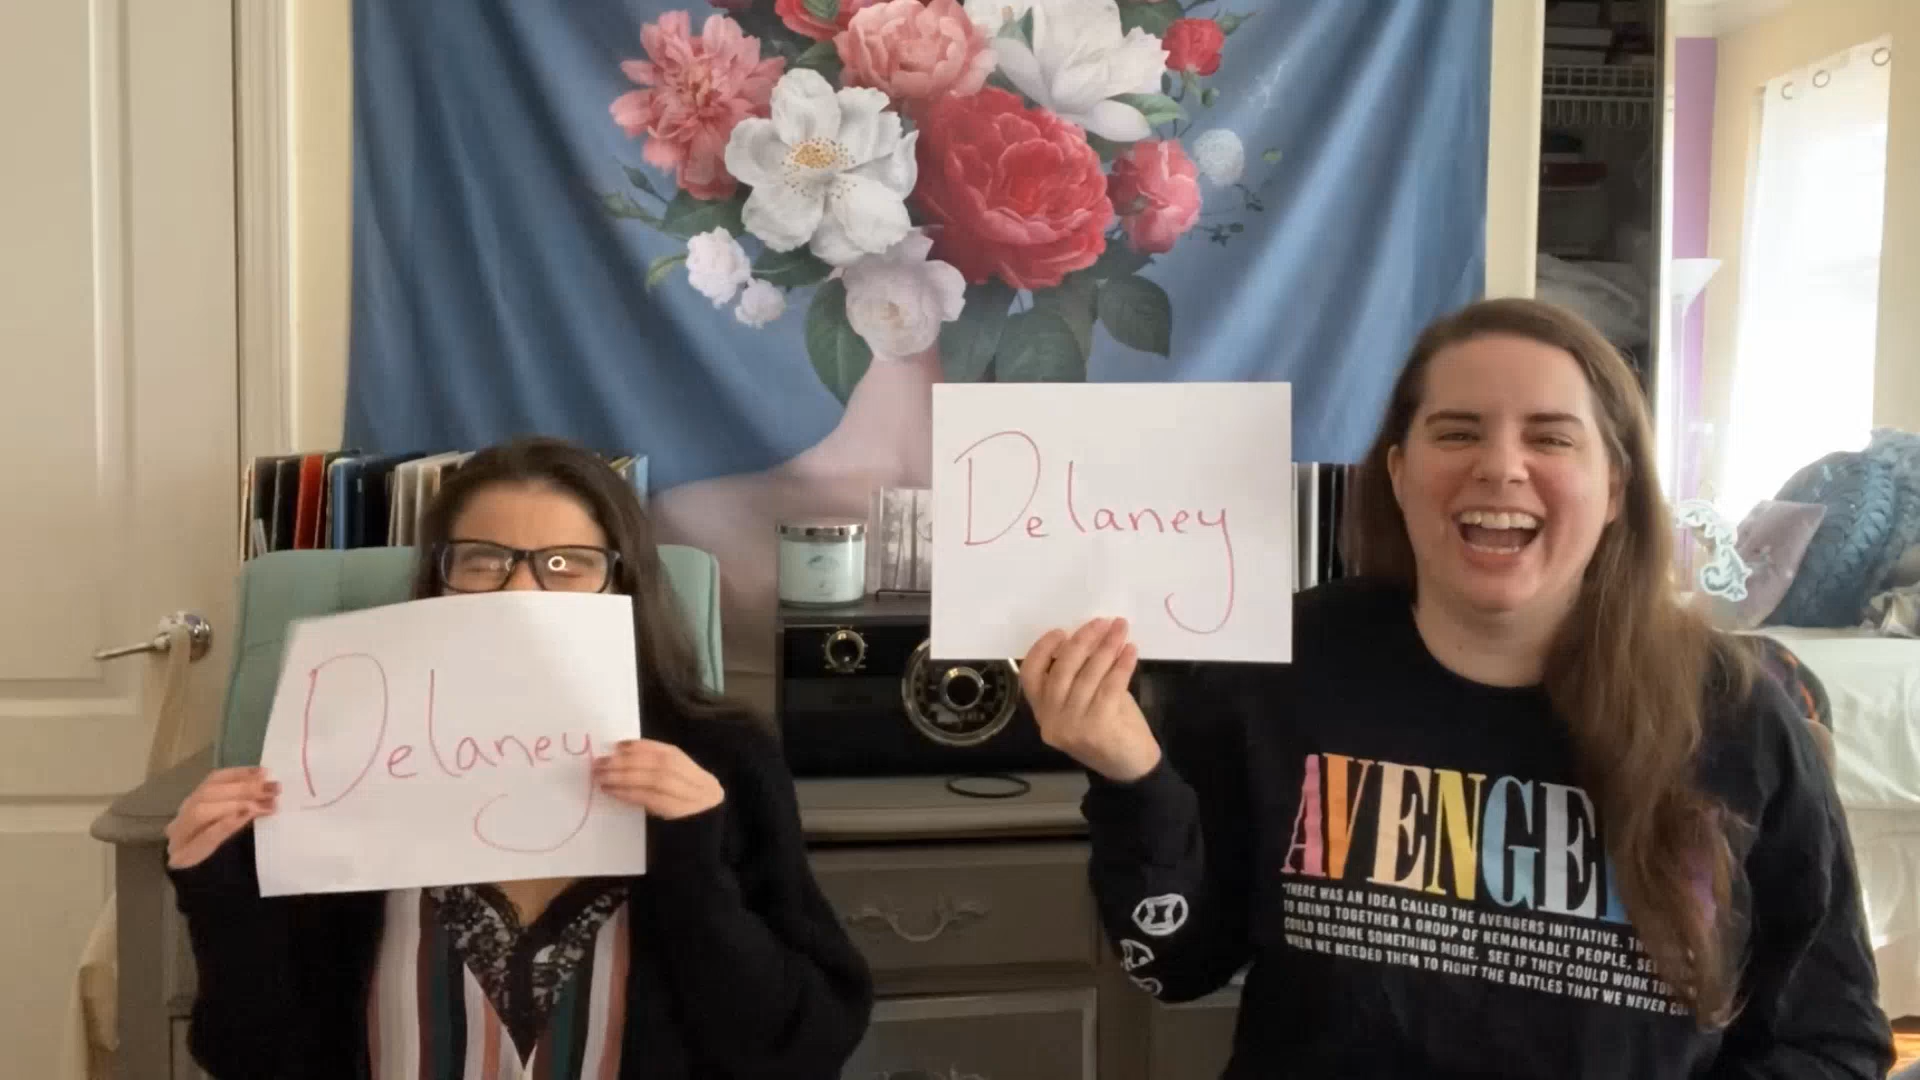 Delaney
Delaney
AVENGE
"THERE WAS AN IDEA CALLED THE AVENGERS INITIATIVE.
TO BRING TOGETHER A GROUP OF REMARKABLE PEOPLE,
COULD BECOME SOMETHING MORE. SEE IF THEY COULD WORK
WHEN WE NEEDED THEM TO FIGHT THE BATTLES THAT WE NEVER